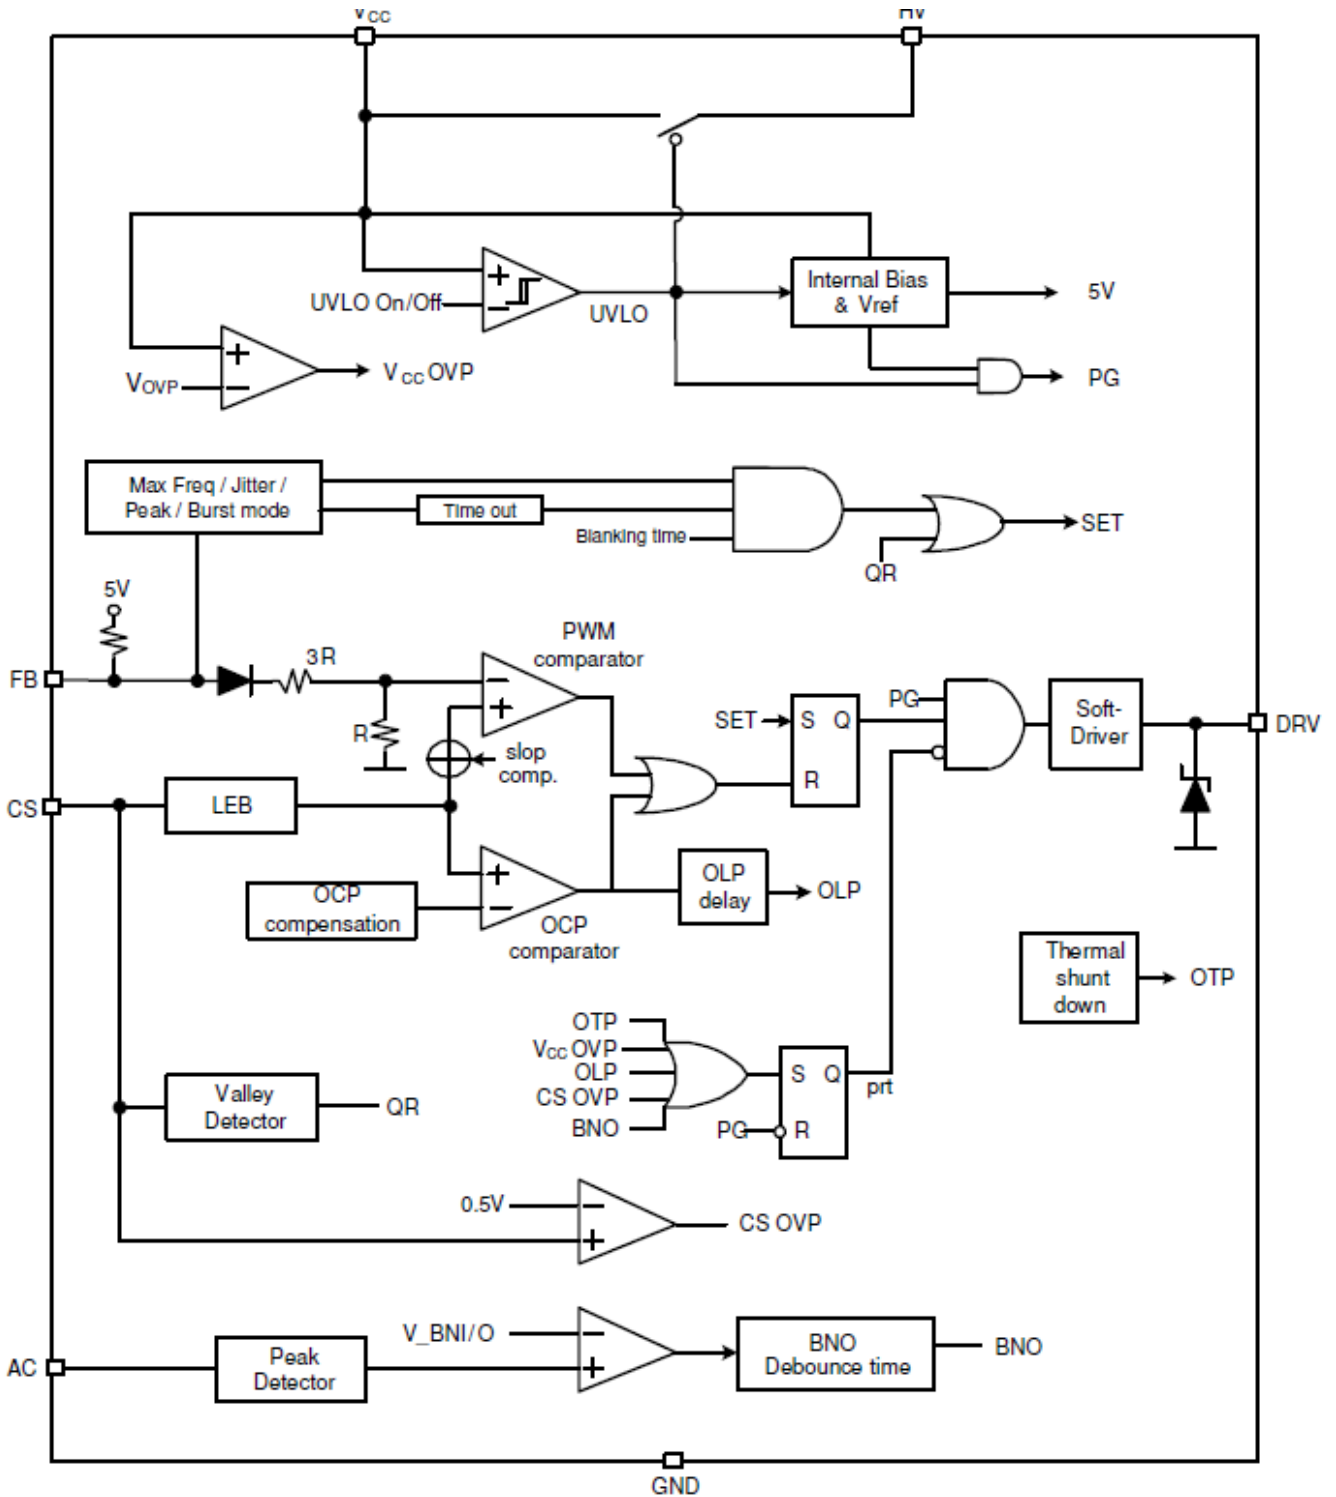 VCC
HV
UVLO On/Off
UVLO
Internal Bias
& Vref
5V
VOVP
VCC OVP
PG
Max Freq / Jitter /
Peak / Burst mode
Time out
Blanking time
QR
SET
5V
FB
3R
R
PWM
comparator
slop
comp.
SET
S Q
R
PG
Soft-
Driver
DRV
CS
LEB
OCP
compensation
OCP
comparator
OLP
delay
OLP
Thermal
shunt
down
OTP
OTP
VCC OVP
OLP
CS OVP
BNO
PG
S Q
R
prt
Valley
Detector
QR
0.5V
CS OVP
AC
Peak
Detector
V_BNI/O
BNO
Debounce time
BNO
GND